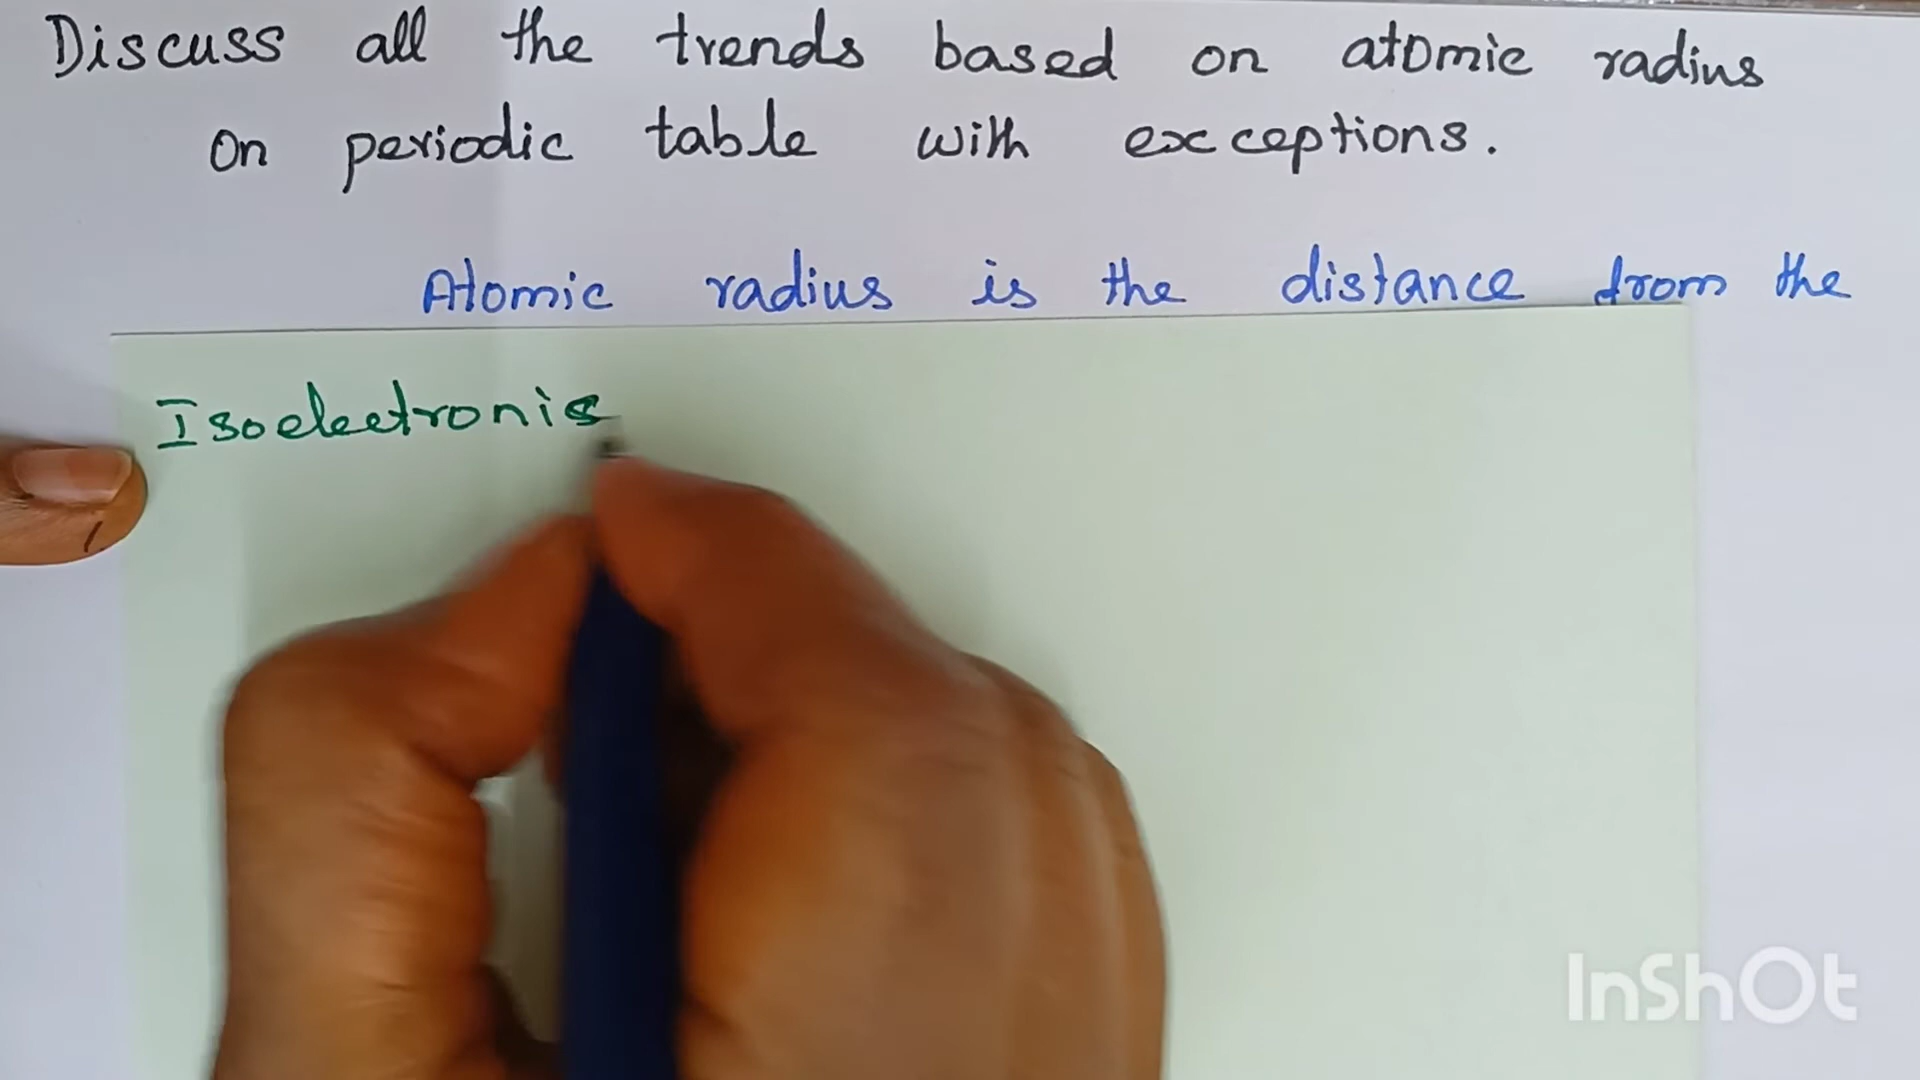 Discuss all the trends based on atomic radius
on periodic table with exceptions.
Atomic radius is the distance from the
Isoelectronic
InShOt